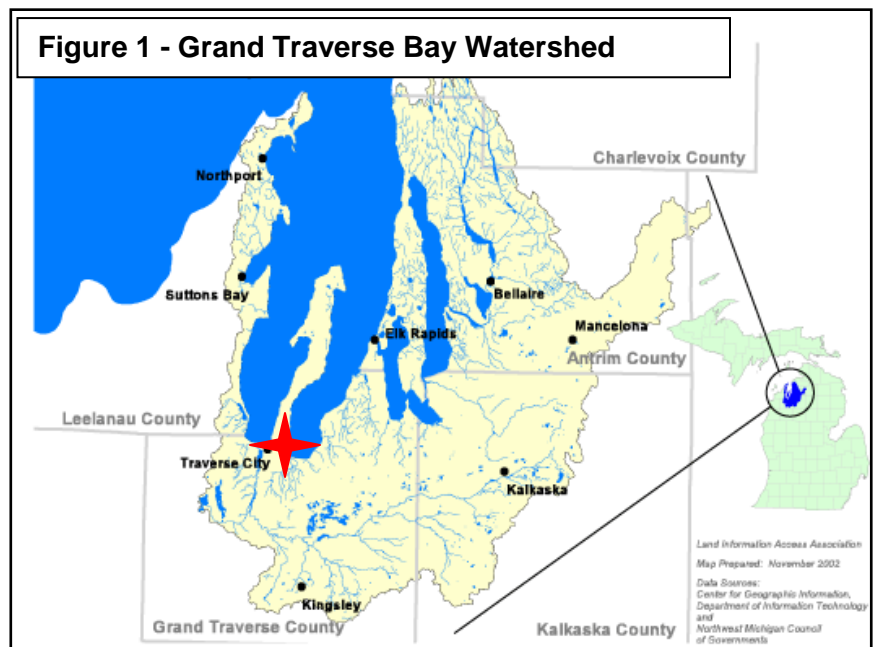 Figure 1 - Grand Traverse Bay Watershed
Charlevoix County
Northport
Suttons Bay
Bellaire
Elk Rapids
Mancelona
Antrim County
Leelanau County
Traverse City
Kalkaska
Kingsley
Grand Traverse County
Kalkaska County
Land Information Access Association
Map Prepared: November 2002
Data Sources:
Center for Geographic Information,
Department of Information Technology
and
Northwest Michigan Council
of Governments